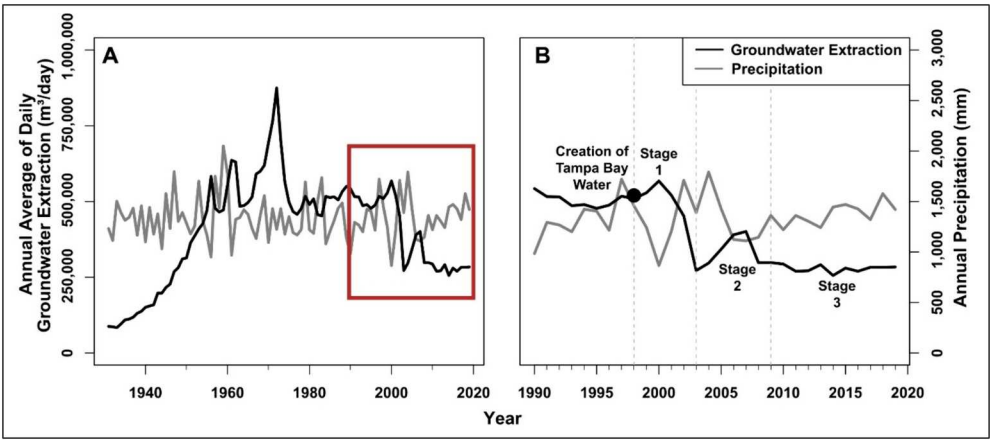 A
B
Annual Average of Daily
Groundwater Extraction (m³/day)
1,000,000
750,000
500,000
250,000
0
1940
1960
1980
2000
2020
Groundwater Extraction
Precipitation
Creation of
Tampa Bay
Water
Stage
1
Stage
2
Stage
3
1990
1995
2000
2005
2010
2015
2020
3,000
2,500
2,000
1,500
1,000
500
0
Annual Precipitation (mm)
Year